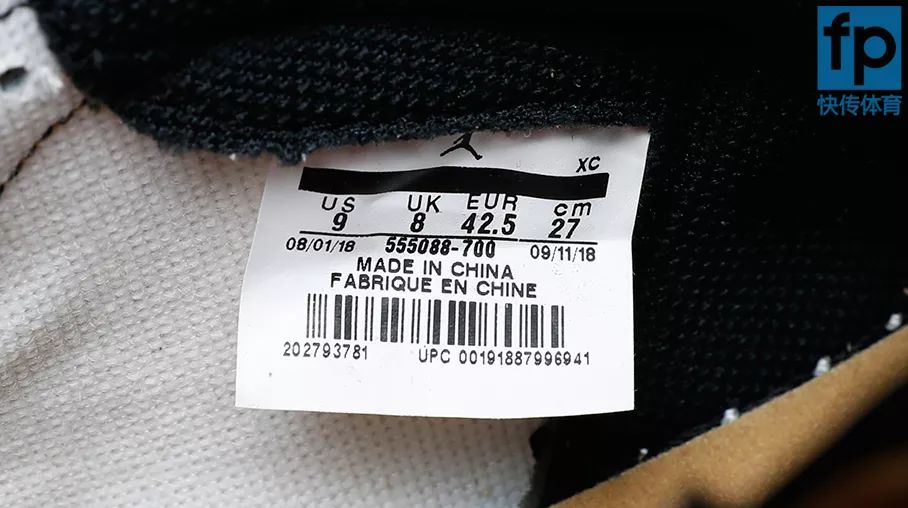 fp
快传体育
XC
US UK EUR cm
9 8 42.5 27
08/01/18 555088-700 09/11/18
MADE IN CHINA
FABRIQUE EN CHINE
202793781 UPC 00191887996941